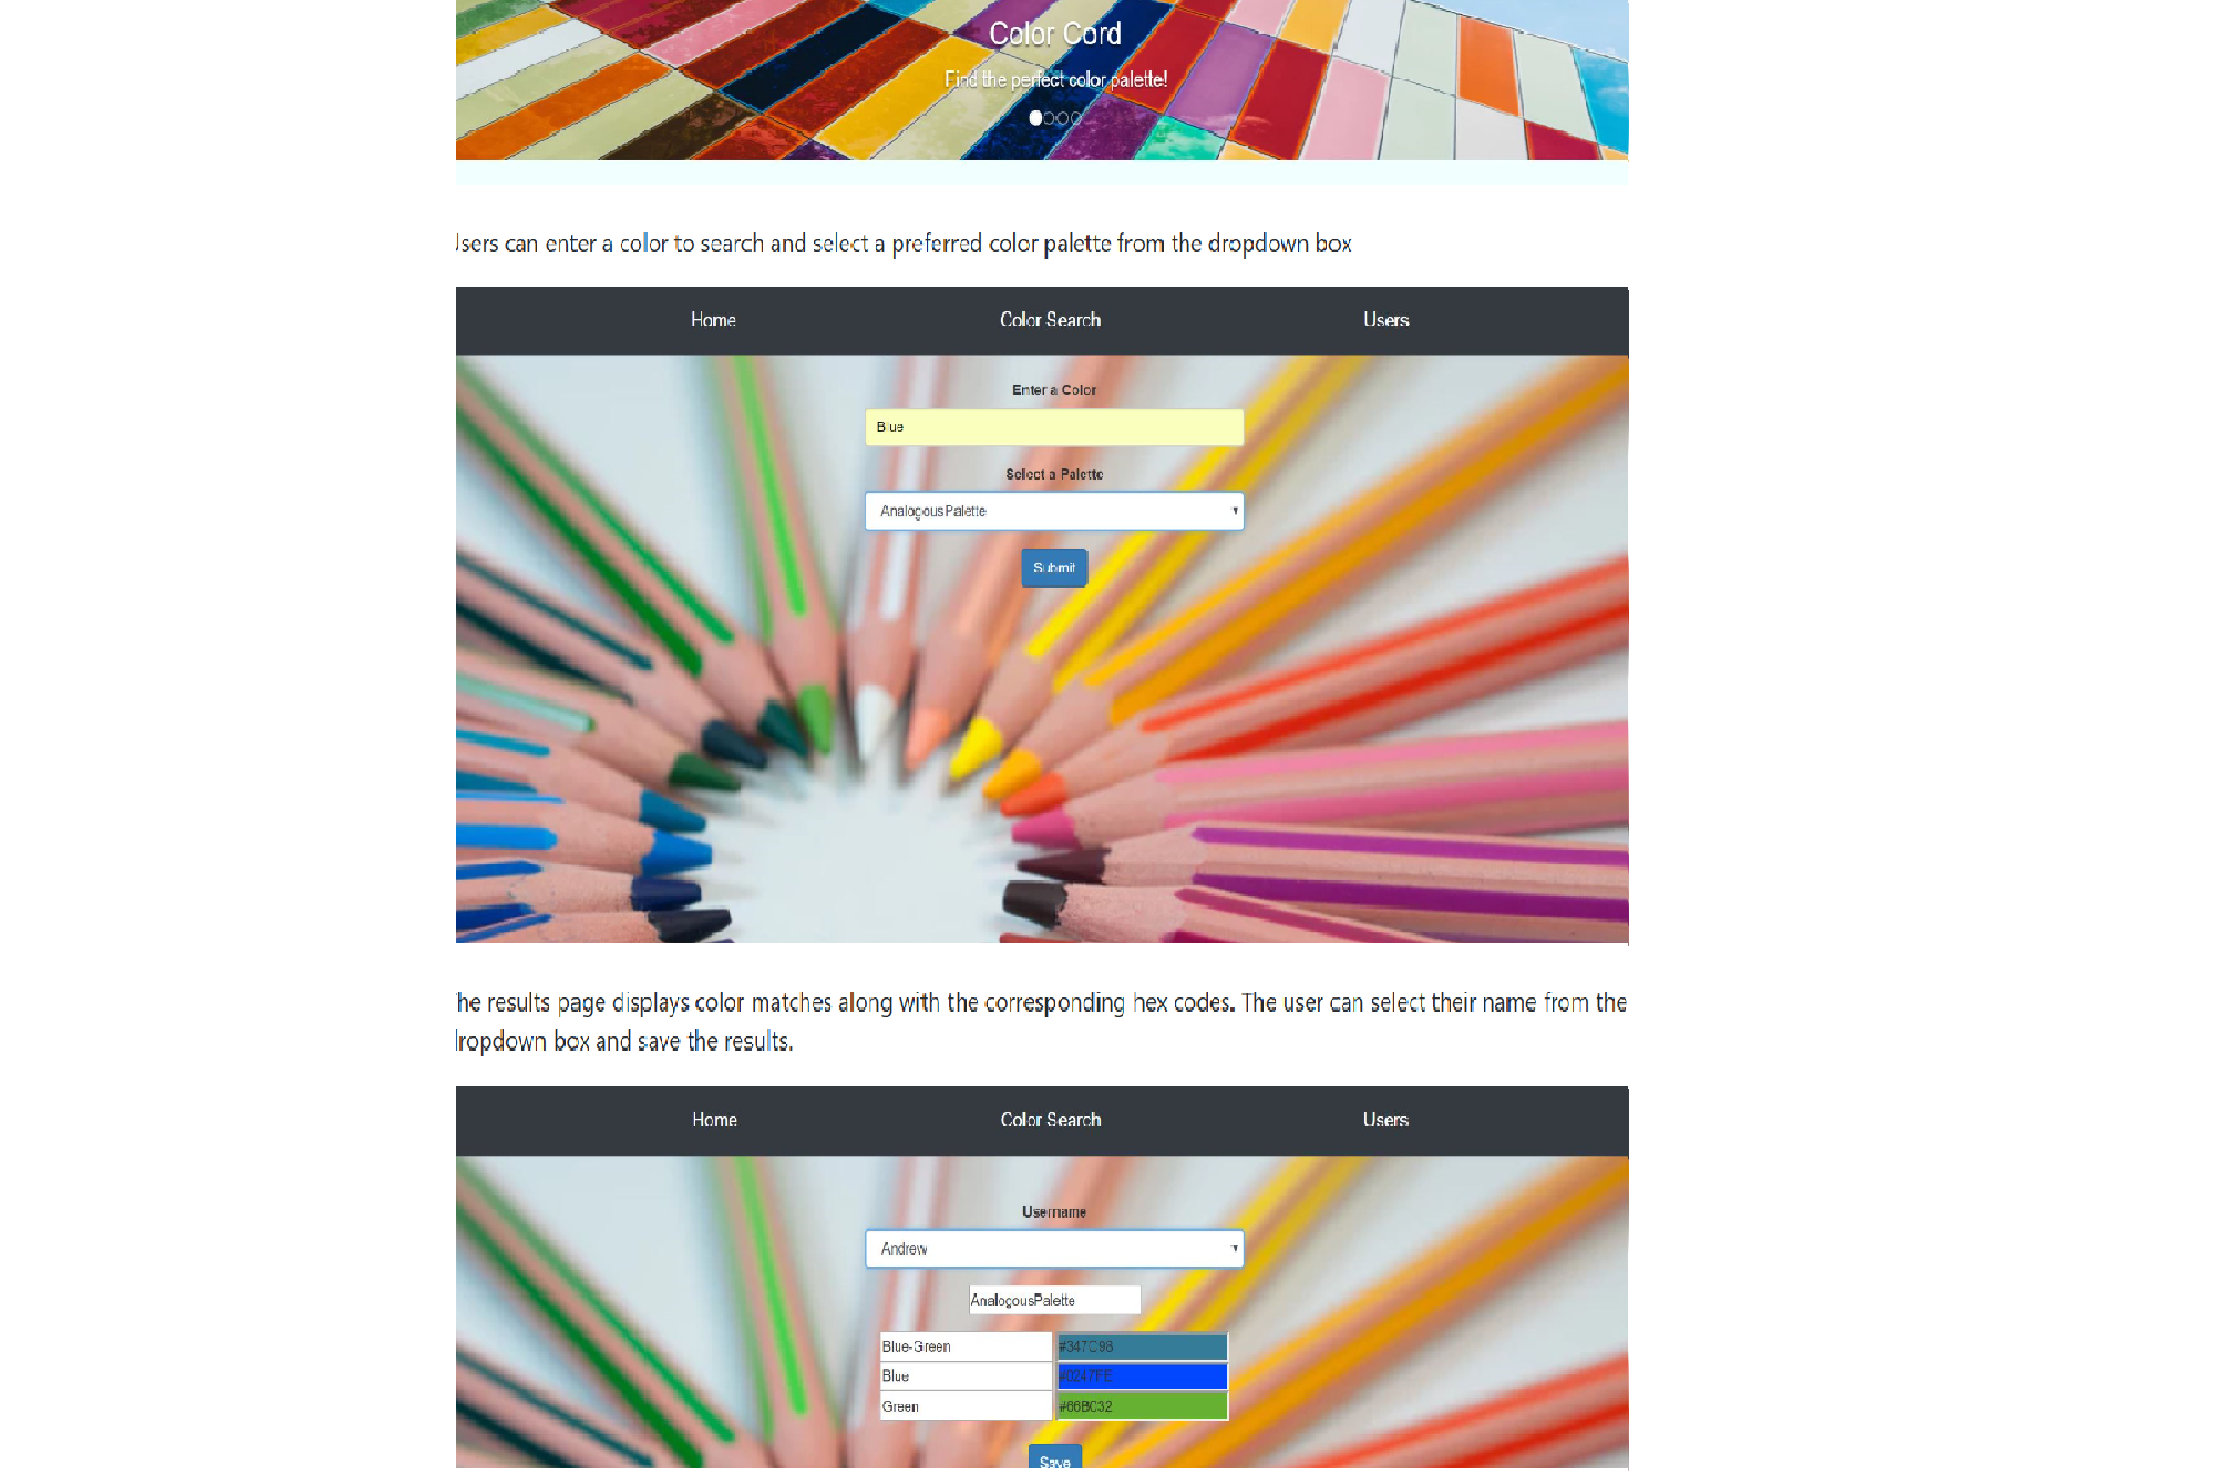 Color Cord
Find the perfect color palette!
Jsers can enter a color to search and select a preferred color palette from the dropdown box
Home Color Search Users
Enter a Color
Blue
Select a Palette
Analogous Palette
Submit
he results page displays color matches along with the corresponding hex codes. The user can select their name from the
lropdown box and save the results.
Home Color Search Users
Username
Andrew
AnalogousPalette
Blue-Green #347C98
Blue #0247FE
Green #66B032
Save